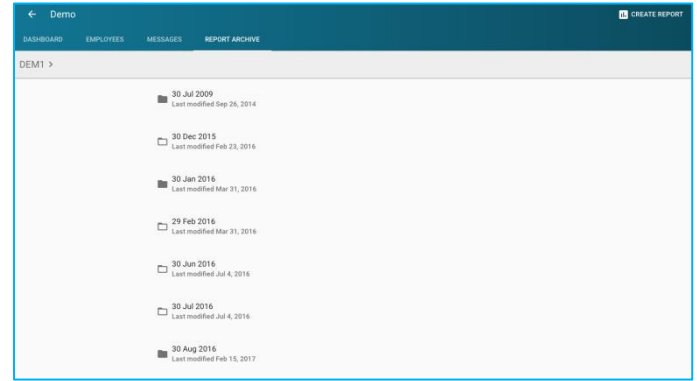 Demo
CREATE REPORT
DASHBOARD EMPLOYEES MESSAGES REPORT ARCHIVE
DEM1 >
30 Jul 2009
Last modified Sep 26, 2014
30 Dec 2015
Last modified Feb 23, 2016
30 Jan 2016
Last modified Mar 31, 2016
29 Feb 2016
Last modified Mar 31, 2016
30 Jun 2016
Last modified Jul 4, 2016
30 Jul 2016
Last modified Jul 4, 2016
30 Aug 2016
Last modified Feb 15, 2017